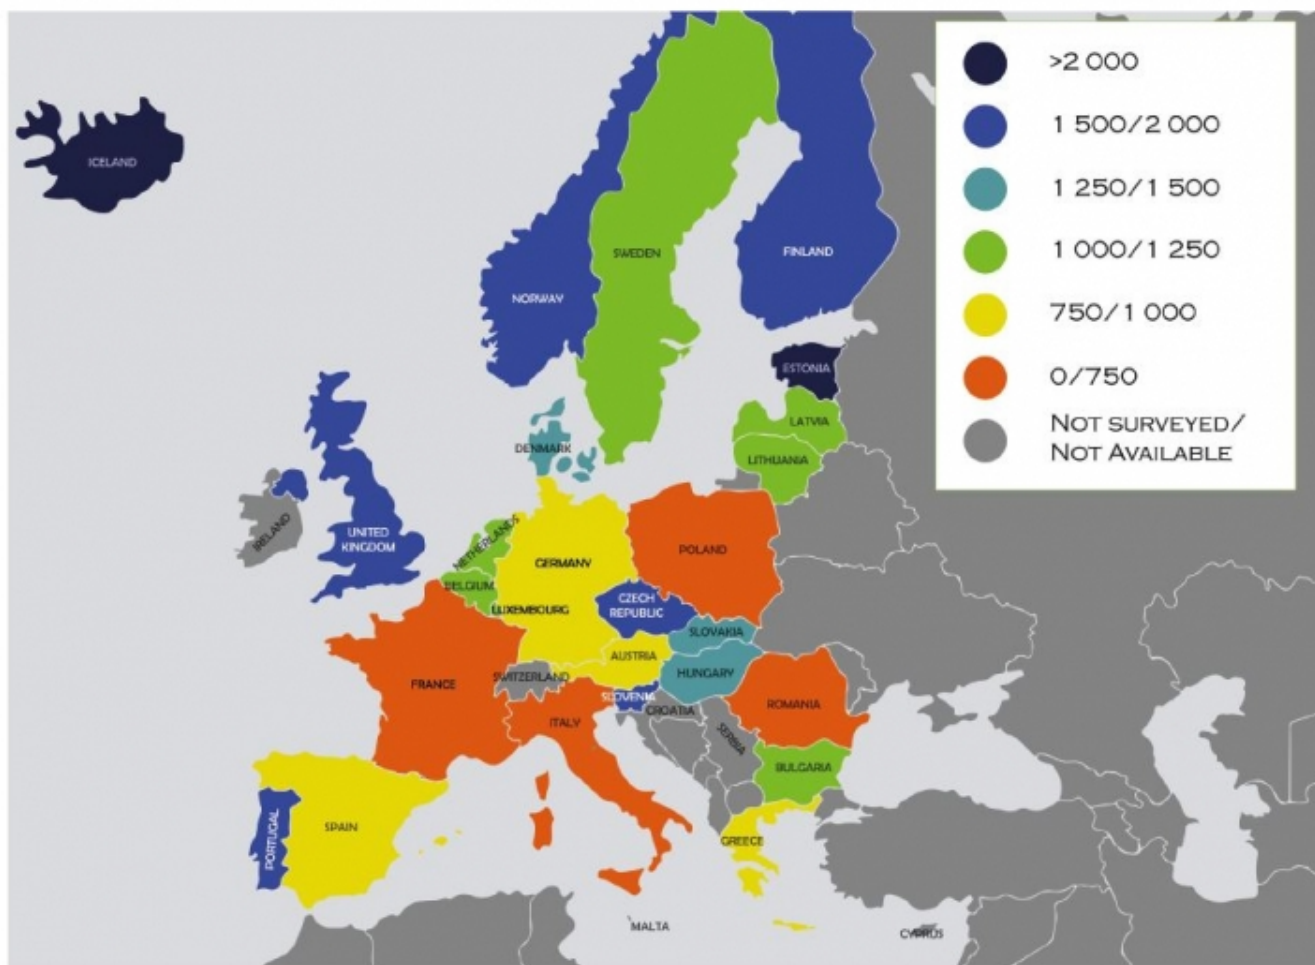 >2 000
1 500/2 000
1 250/1 500
1 000/1 250
750/1 000
0/750
NOT SURVEYED/
NOT AVAILABLE
ICELAND
SWEDEN
FINLAND
NORWAY
ESTONIA
LATVIA
DENMARK
LITHUANIA
IRELAND
UNITED
KINGDOM
NETHERLANDS
BELGIUM
GERMANY
POLAND
LUXEMBOURG
CZECH
REPUBLIC
SLOVAKIA
AUSTRIA
HUNGARY
FRANCE
SWITZERLAND
SLOVENIA
CROATIA
ITALY
ROMANIA
SERBIA
BULGARIA
PORTUGAL
SPAIN
GREECE
MALTA
CYPRUS